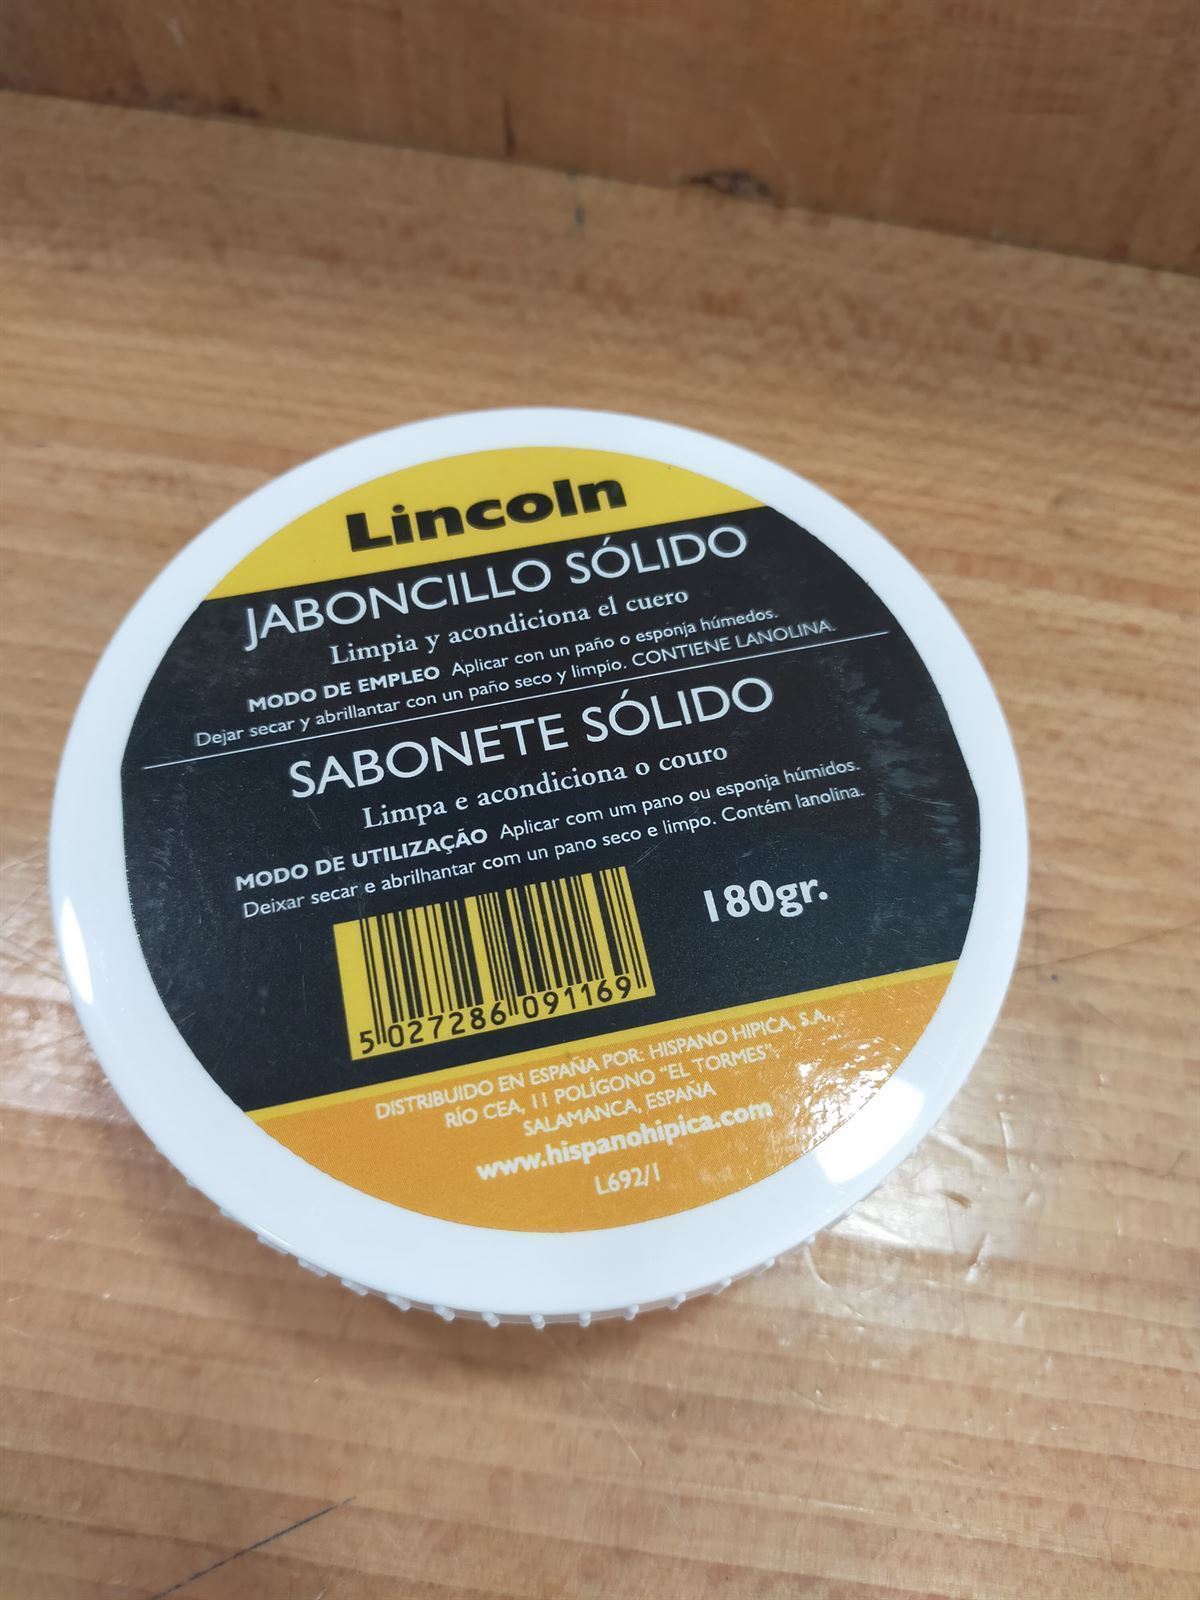 Lincoln
JABONCILLO SÓLIDO
Limpia y acondiciona el cuero
MODO DE EMPLEO Aplicar con un paño o esponja húmedos.
Dejar secar y abrillantar con un paño seco y limpio. CONTIENE LANOLINA.
SABONETE SÓLIDO
Limpa e acondiciona o couro
MODO DE UTILIZAÇÃO Aplicar com um pano ou esponja húmidos.
Deixar secar e abrilhantar com un pano seco e limpo. Contém lanolina.
180gr.
5 027286 091169
DISTRIBUIDO EN ESPAÑA POR: HISPANO HIPICA, S.A.,
RÍO CEA, 11 POLÍGONO "EL TORMES",
SALAMANCA, ESPAÑA
www.hispanohipica.com
L692/1